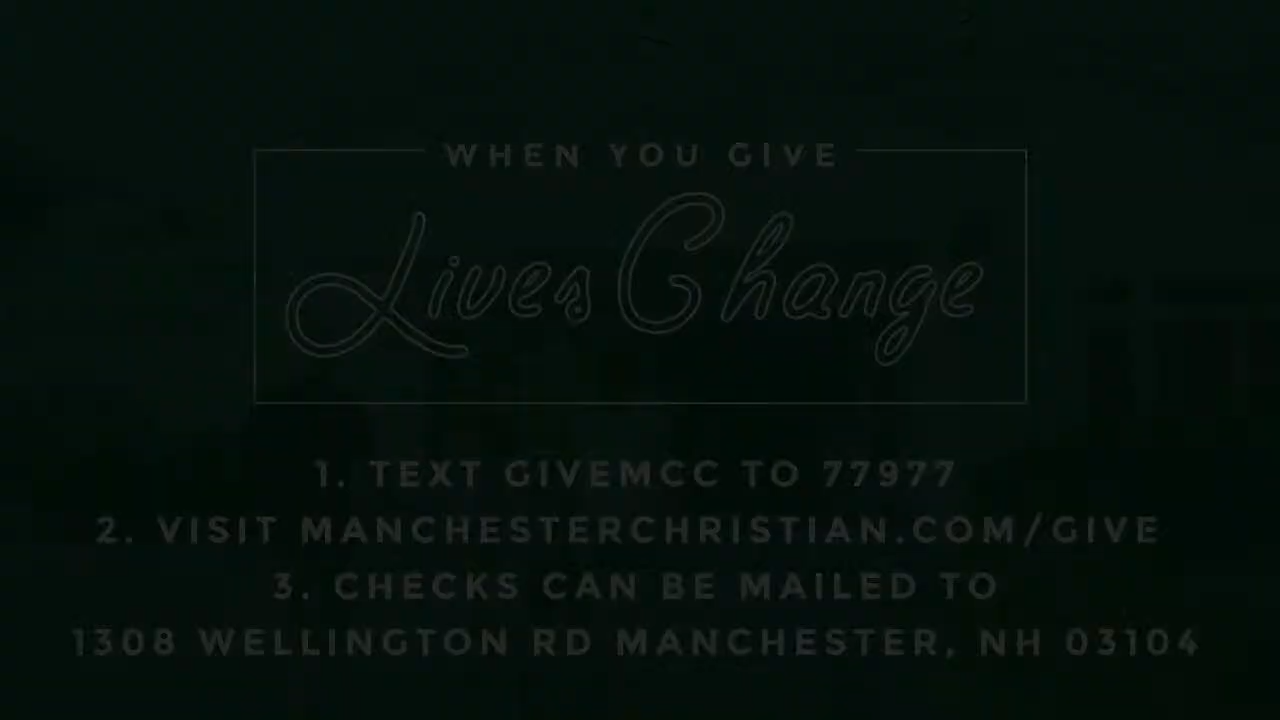 WHEN YOU GIVE
Lives Change
1. TEXT GIVEMCC TO 77977
2. VISIT MANCHESTERCHRISTIAN.COM/GIVE
3. CHECKS CAN BE MAILED TO
1308 WELLINGTON RD MANCHESTER, NH 03104